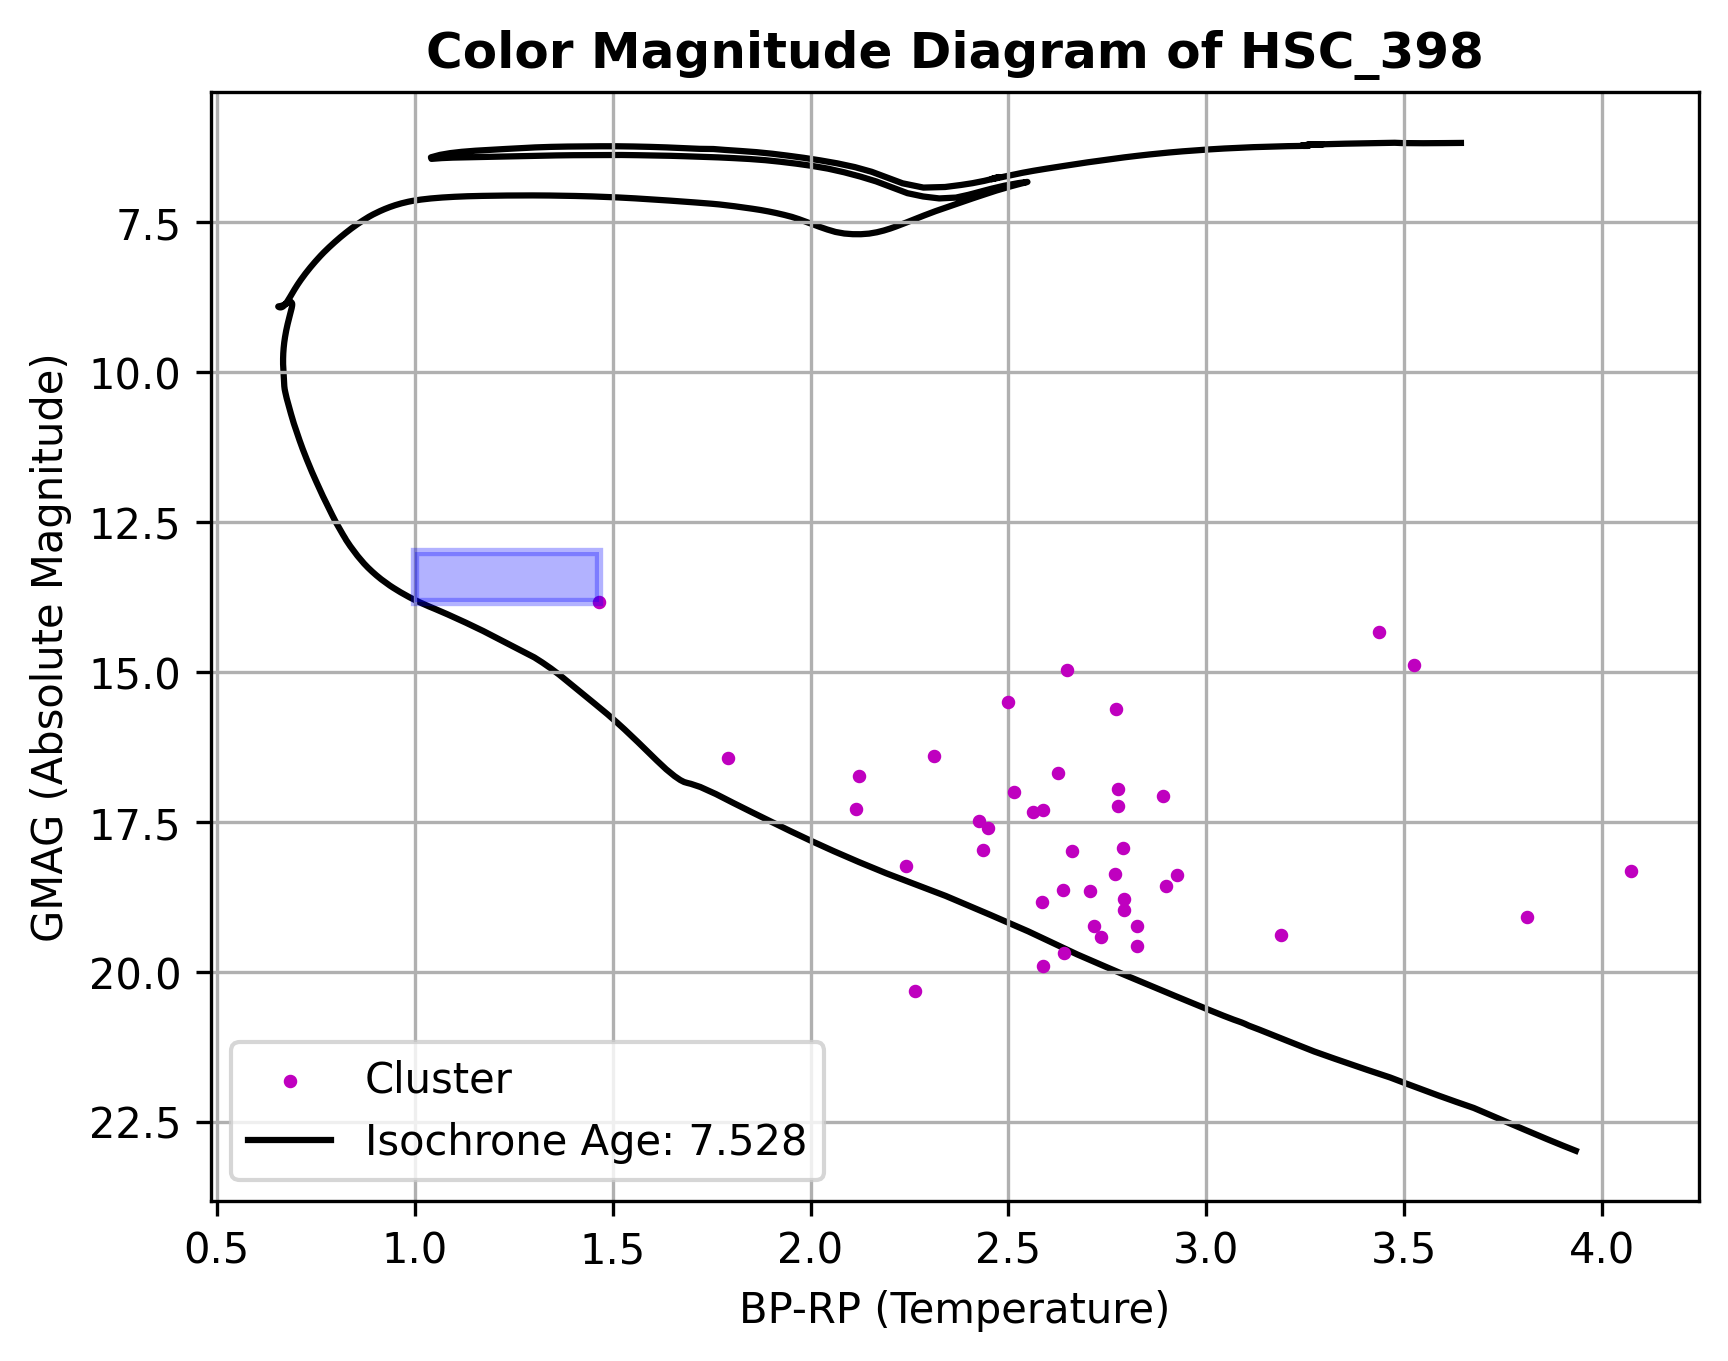 Color Magnitude Diagram of HSC_398
GMAG (Absolute Magnitude)
7.5
10.0
12.5
15.0
17.5
20.0
22.5
Cluster
Isochrone Age: 7.528
0.5 1.0 1.5 2.0 2.5 3.0 3.5 4.0
BP-RP (Temperature)